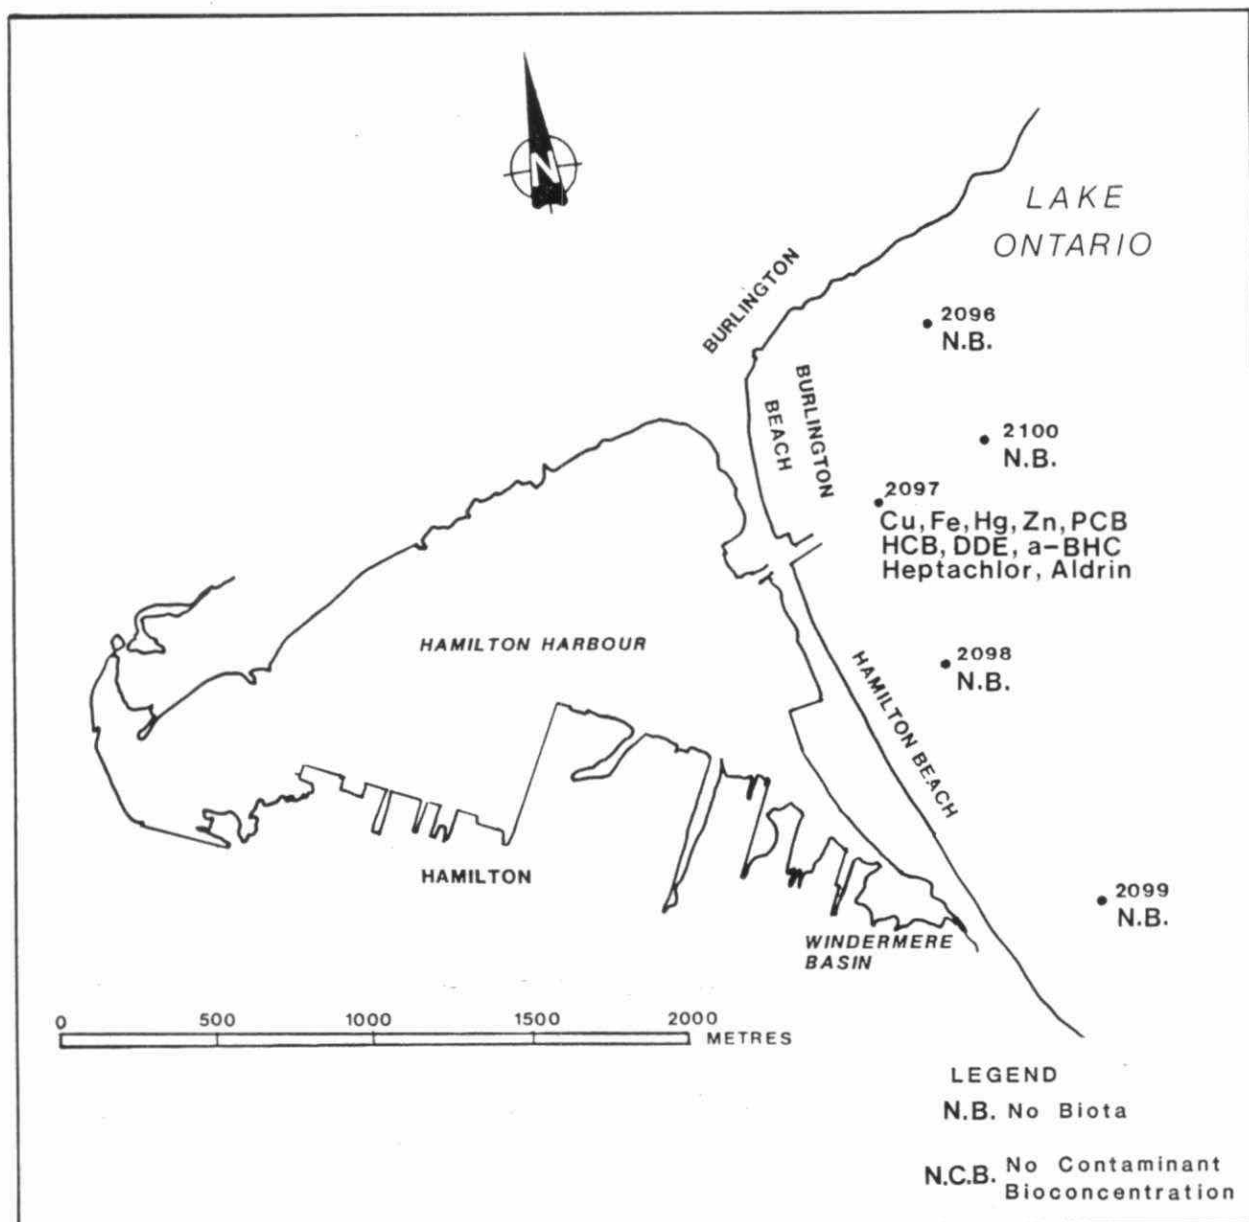 N
LAKE
ONTARIO
BURLINGTON
BURLINGTON
BEACH
2096
N.B.
2100
N.B.
2097
Cu, Fe, Hg, Zn, PCB
HCB, DDE, a-BHC
Heptachlor, Aldrin
HAMILTON HARBOUR
2098
N.B.
HAMILTON BEACH
HAMILTON
2099
N.B.
WINDERMERE
BASIN
0 500 1000 1500 2000
METRES
LEGEND
N.B. No Biota
N.C.B. No Contaminant
Bioconcentration